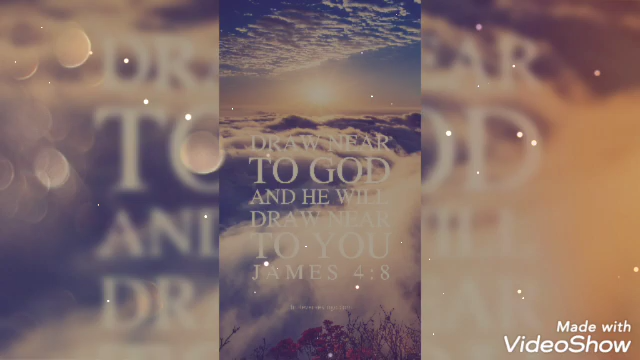 DRAW NEAR
TO GOD
AND HE WILL
DRAW NEAR
TO YOU
JAMES 4:8
Made with
VideoShow